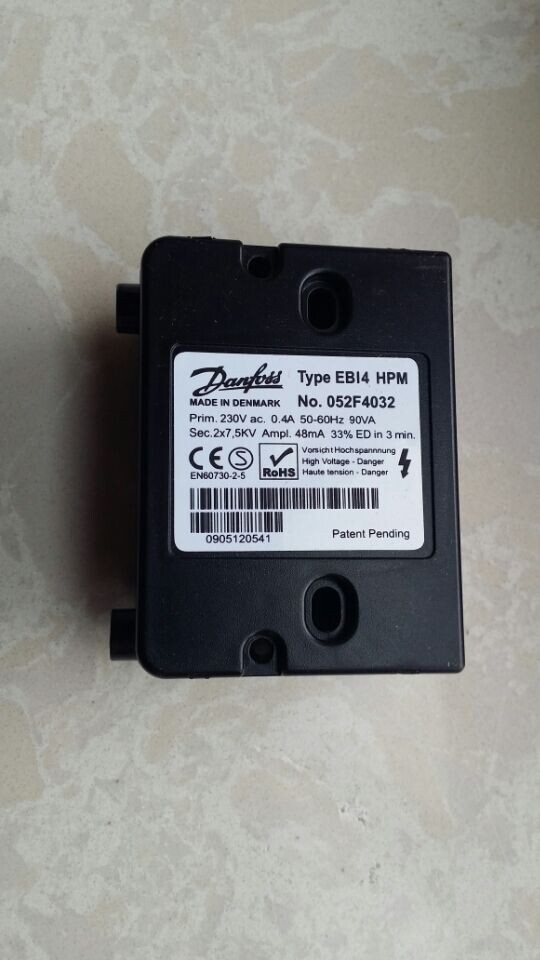 Danfoss
MADE IN DENMARK
Type EBI4 HPM
No. 052F4032
Prim. 230V ac. 0.4A 50-60Hz 90VA
Sec.2x7,5KV Ampl. 48mA 33% ED in 3 min.
CE S
EN60730-2-5
RoHS
Vorsicht Hochspannnung
High Voltage - Danger
Haute tension - Danger
0905120541
Patent Pending